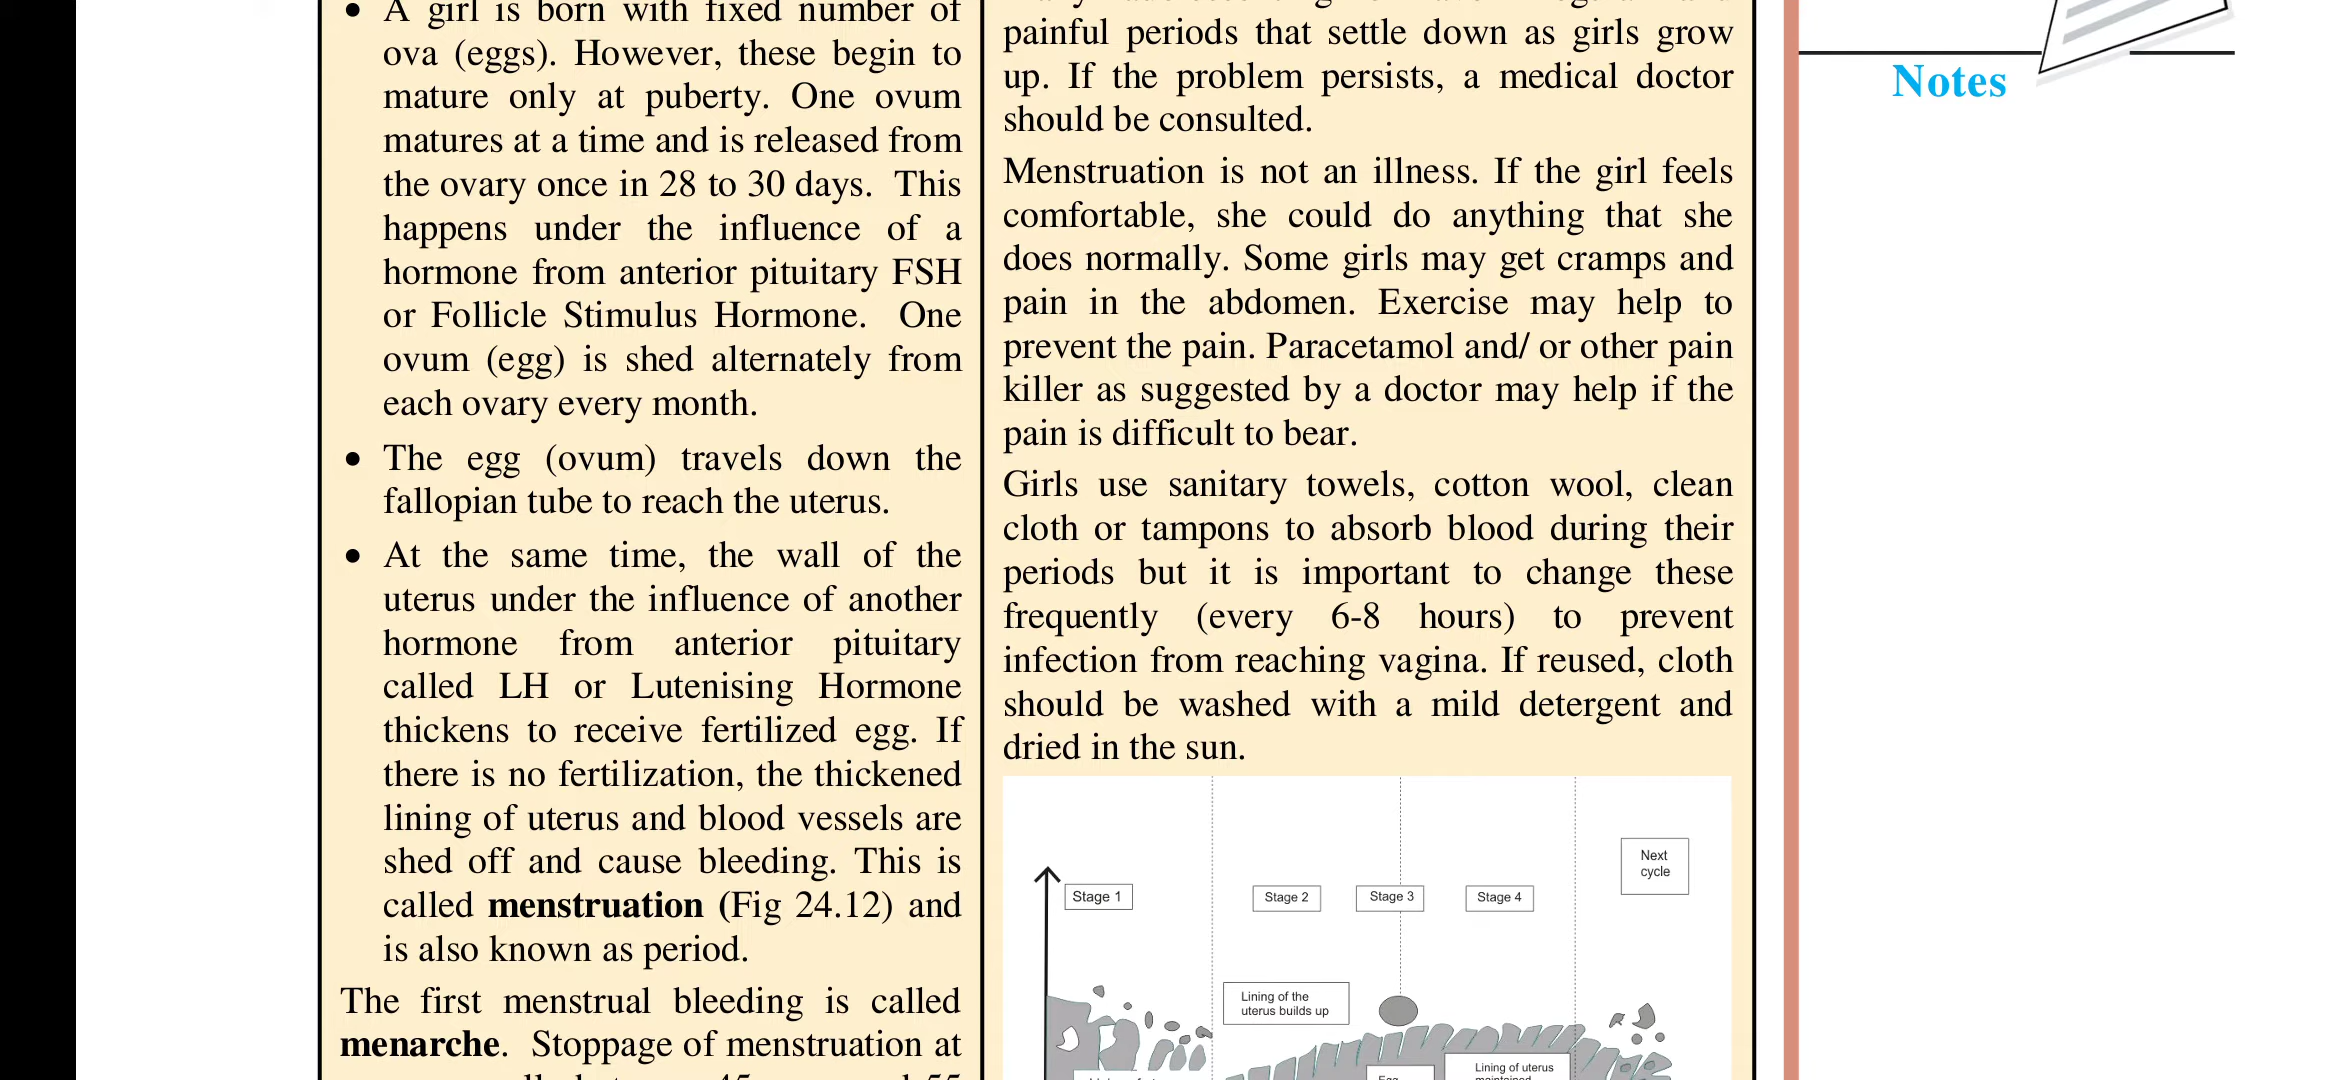 • A girl is born with fixed number of
ova (eggs). However, these begin to
mature only at puberty. One ovum
matures at a time and is released from
the ovary once in 28 to 30 days. This
happens under the influence of a
hormone from anterior pituitary FSH
or Follicle Stimulus Hormone. One
ovum (egg) is shed alternately from
each ovary every month.
• The egg (ovum) travels down the
fallopian tube to reach the uterus.
• At the same time, the wall of the
uterus under the influence of another
hormone from anterior pituitary
called LH or Lutenising Hormone
thickens to receive fertilized egg. If
there is no fertilization, the thickened
lining of uterus and blood vessels are
shed off and cause bleeding. This is
called menstruation (Fig 24.12) and
is also known as period.
The first menstrual bleeding is called
menarche. Stoppage of menstruation at
painful periods that settle down as girls grow
up. If the problem persists, a medical doctor
should be consulted.
Menstruation is not an illness. If the girl feels
comfortable, she could do anything that she
does normally. Some girls may get cramps and
pain in the abdomen. Exercise may help to
prevent the pain. Paracetamol and/ or other pain
killer as suggested by a doctor may help if the
pain is difficult to bear.
Girls use sanitary towels, cotton wool, clean
cloth or tampons to absorb blood during their
periods but it is important to change these
frequently (every 6-8 hours) to prevent
infection from reaching vagina. If reused, cloth
should be washed with a mild detergent and
dried in the sun.
Next
cycle
Stage 1
Stage 2
Stage 3
Stage 4
Lining of the
uterus builds up
Lining of uterus
maintained
Egg
Notes